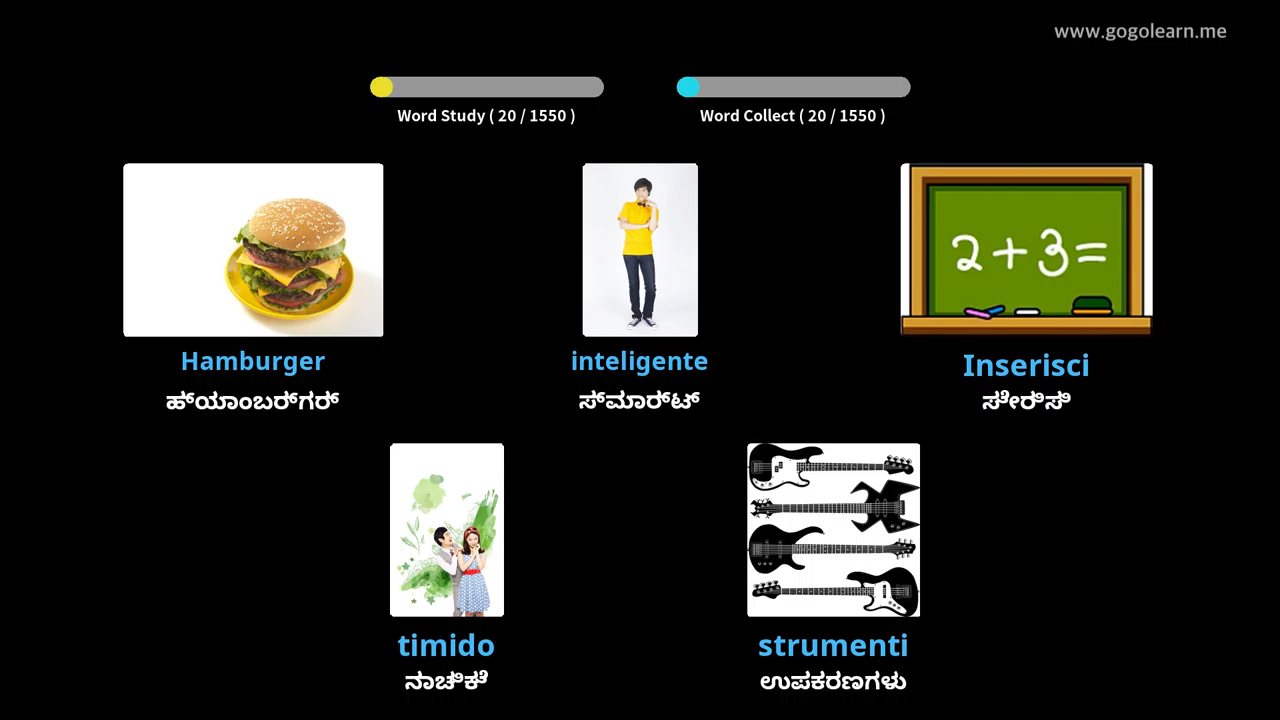 www.gogolearn.me
Word Study ( 20 / 1550 )
Word Collect ( 20 / 1550 )
2+3=
Hamburger
inteligente
Inserisci
ಹ್ಯಾಂಬರ್ಗರ್
ಸ್ಮಾರ್ಟ್
ಸೇರಿಸಿ
timido
strumenti
ನಾಚಿಕೆ
ಉಪಕರಣಗಳು